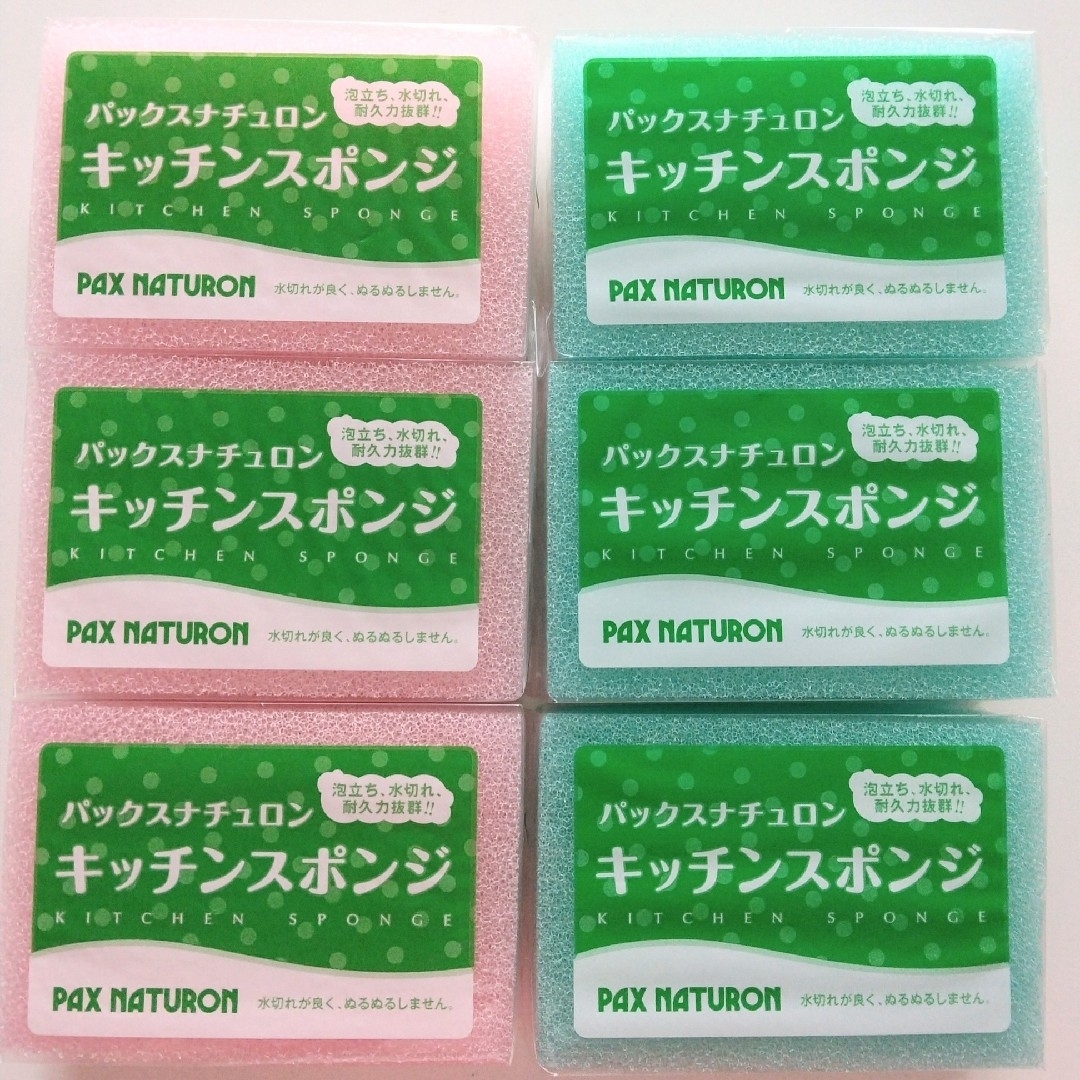 泡立ち、水切れ、
耐久力抜群!!
パックスナチュロン
キッチンスポンジ
KITCHEN SPONGE
PAX NATURON 水切れが良く、ぬるぬるしません。
泡立ち、水切れ、
耐久力抜群!!
パックスナチュロン
キッチンスポンジ
KITCHEN SPONGE
PAX NATURON 水切れが良く、ぬるぬるしません。
泡立ち、水切れ、
耐久力抜群!!
パックスナチュロン
キッチンスポンジ
KITCHEN SPONGE
PAX NATURON 水切れが良く、ぬるぬるしません。
泡立ち、水切れ、
耐久力抜群!!
パックスナチュロン
キッチンスポンジ
KITCHEN SPONGE
PAX NATURON 水切れが良く、ぬるぬるしません。
泡立ち、水切れ、
耐久力抜群!!
パックスナチュロン
キッチンスポンジ
KITCHEN SPONGE
PAX NATURON 水切れが良く、ぬるぬるしません。
泡立ち、水切れ、
耐久力抜群!!
パックスナチュロン
キッチンスポンジ
KITCHEN SPONGE
PAX NATURON 水切れが良く、ぬるぬるしません。